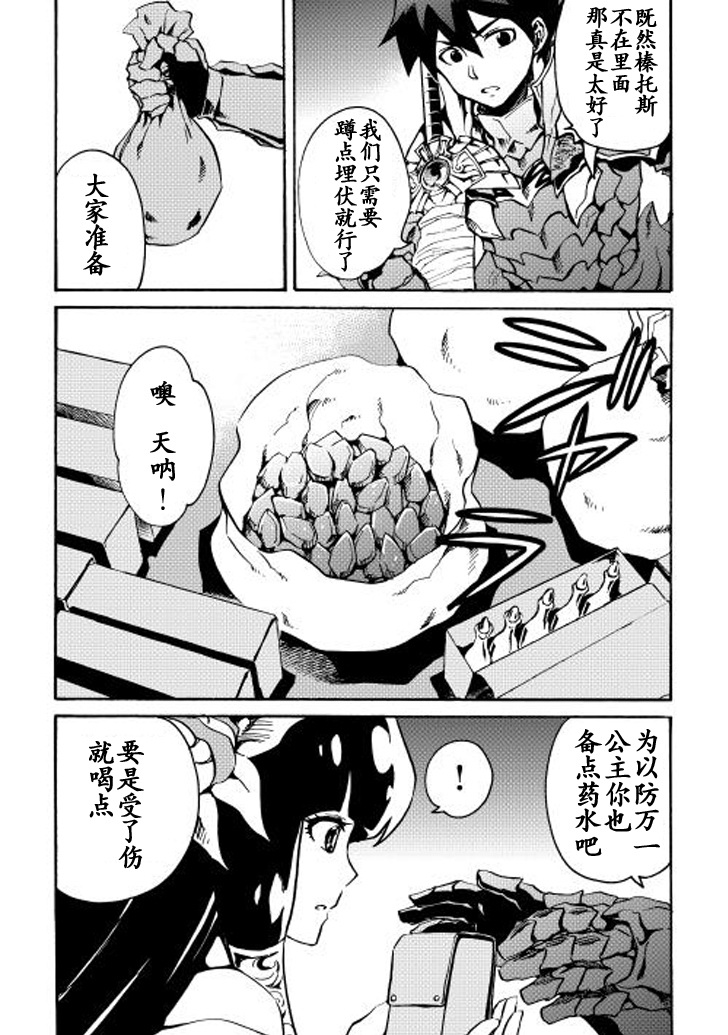 既然榛托斯
不在里面
那真是太好了
我们只需要
蹲点埋伏就行了
大家准备
噢
天呐！
为以防万一
公主你也
备点药水吧
！
要是受了伤
就喝点